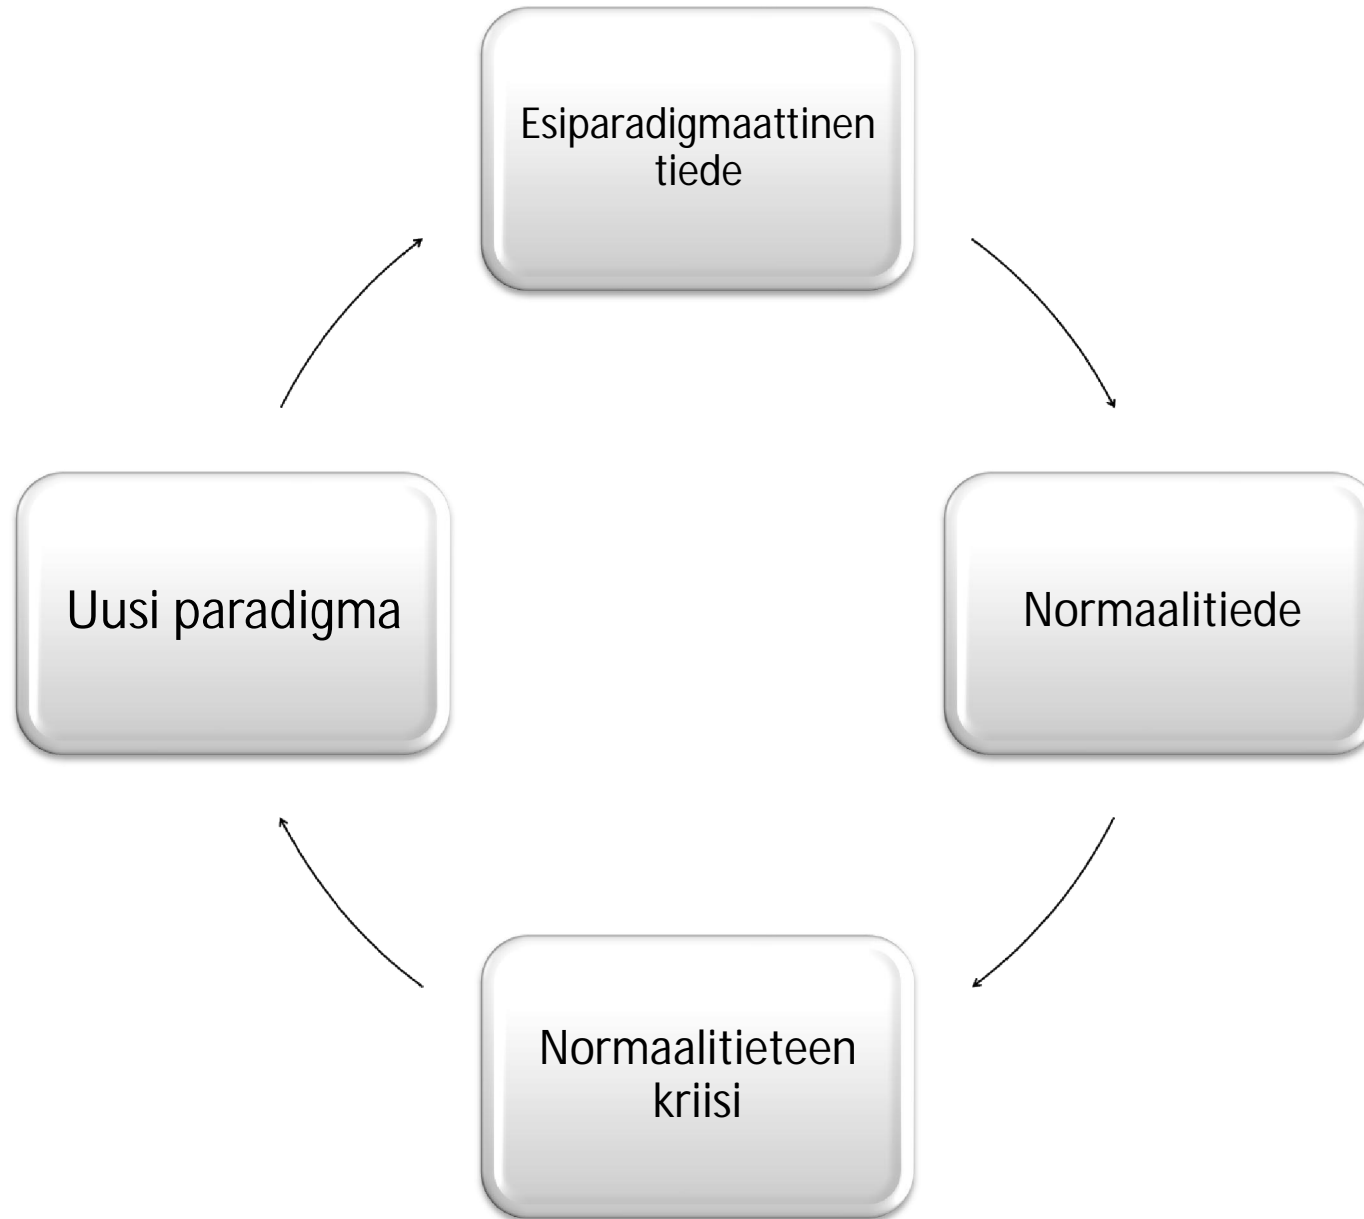 Esiparadigmaattinen
tiede
Uusi paradigma
Normaalitiede
Normaalitieteen
kriisi